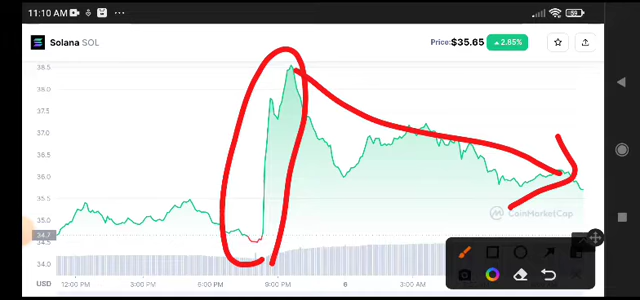 11:10 AM
59
Solana SOL
Price:$35.65
2.85%
38.5
38.0
37.5
37.0
36.5
36.0
35.5
35.0
34.7
34.0
CoinMarketCap
USD
12:00 PM
3:00 PM
6:00 PM
9:00 PM
6
3:00 AM